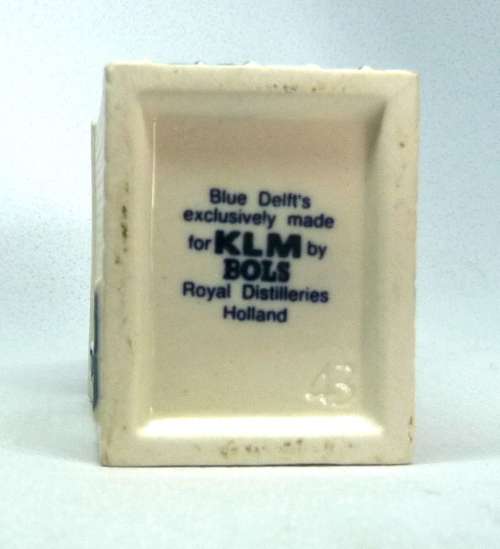 Blue Delft's
exclusively made
for KLM by
BOLS
Royal Distilleries
Holland
45